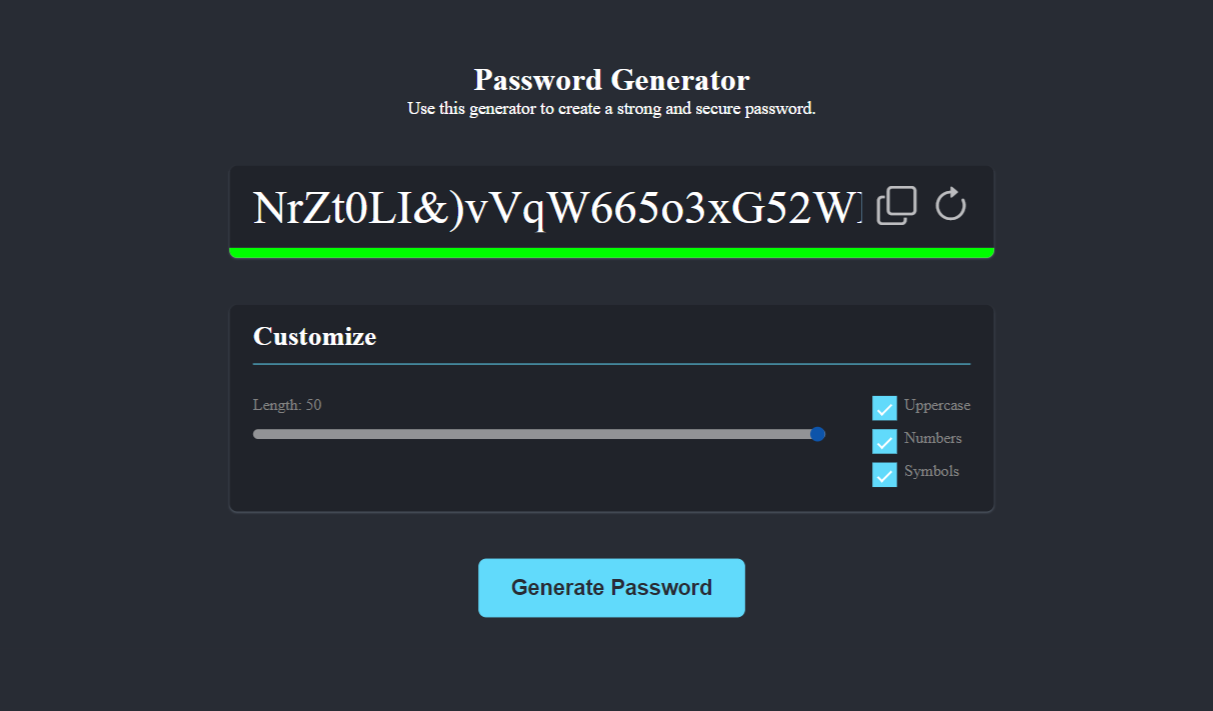 Password Generator
Use this generator to create a strong and secure password.
NrZt0LI&)vVqW665o3xG52W
Customize
Length: 50
Uppercase
Numbers
Symbols
Generate Password